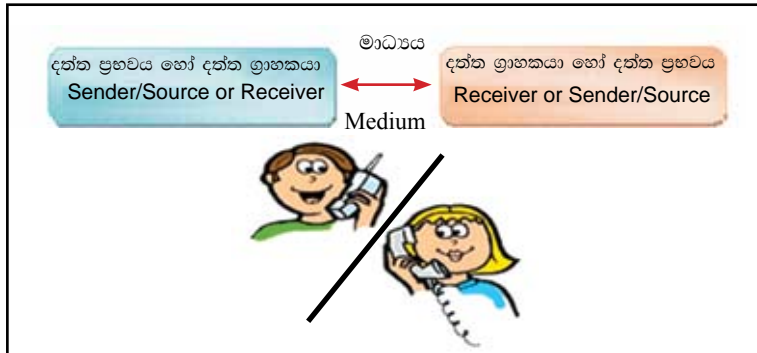 දත්ත ප්‍රභවය හෝ දත්ත ග්‍රාහකයා
Sender/Source or Receiver
මාධ්‍යය
Medium
දත්ත ග්‍රාහකයා හෝ දත්ත ප්‍රභවය
Receiver or Sender/Source